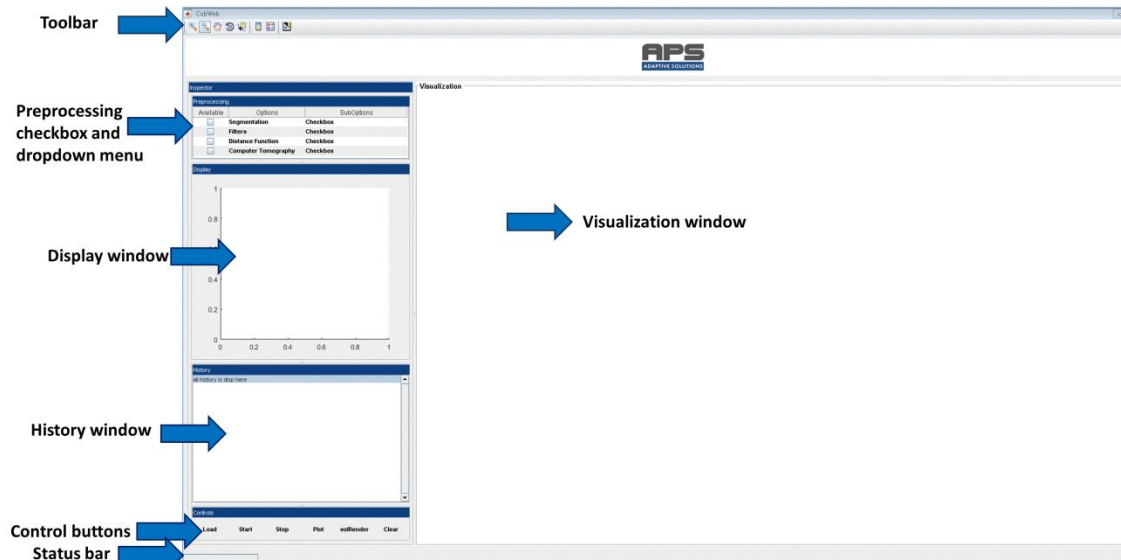 Toolbar
CobWeb
APS
ADAPTIVE SOLUTIONS
Inspector
Visualization
Preprocessing
Available Options SubOptions
Segmentation Checkbox
Filters Checkbox
Distance Function Checkbox
Computer Tomography Checkbox
Preprocessing
checkbox and
dropdown menu
Display
1
0.8
0.4
0.2
0
0 0.2 0.4 0.6 0.8 1
Display window
Visualization window
History
all history is disp here
History window
Controls
Load Start Stop Plot volRender Clear
Control buttons
Status bar